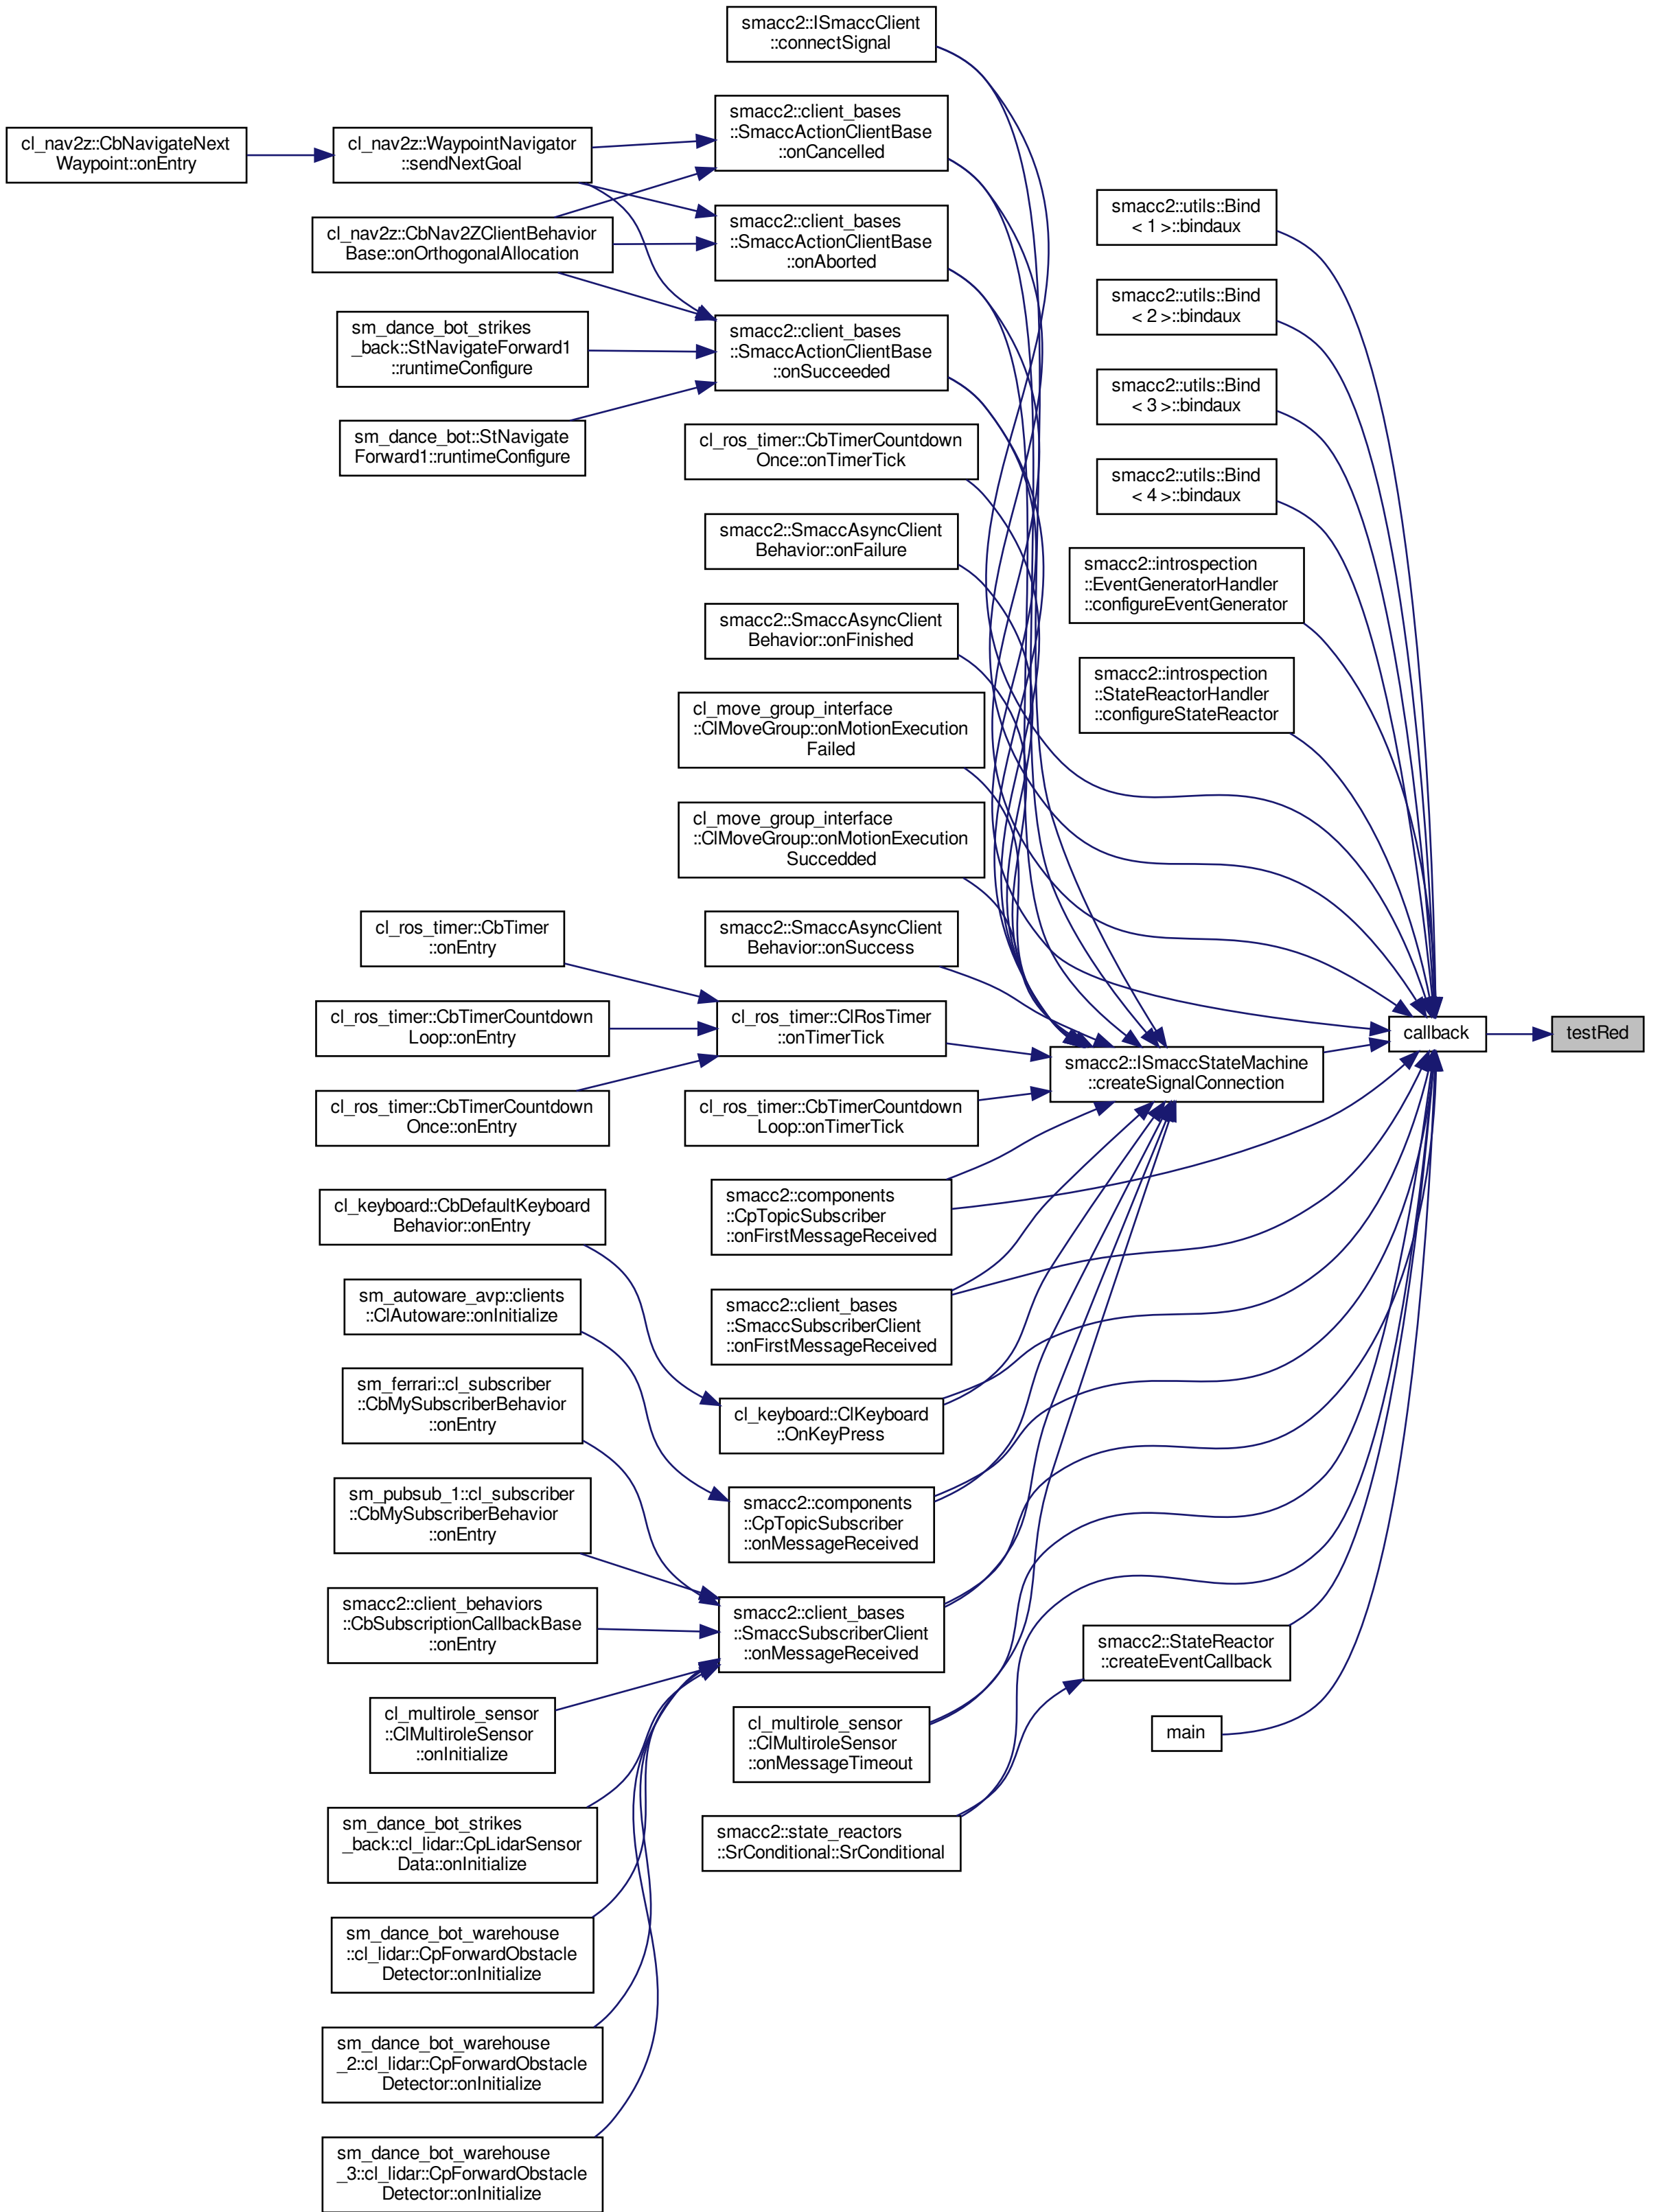 smacc2::ISmaccClient
::connectSignal
smacc2::client_bases
::SmaccActionClientBase
::onCancelled
cl_nav2z::CbNavigateNext
Waypoint::onEntry
cl_nav2z::WaypointNavigator
::sendNextGoal
smacc2::utils::Bind
< 1 >::bindaux
smacc2::client_bases
::SmaccActionClientBase
::onAborted
cl_nav2z::CbNav2ZClientBehavior
Base::onOrthogonalAllocation
smacc2::utils::Bind
< 2 >::bindaux
sm_dance_bot_strikes
_back::StNavigateForward1
::runtimeConfigure
smacc2::client_bases
::SmaccActionClientBase
::onSucceeded
smacc2::utils::Bind
< 3 >::bindaux
sm_dance_bot::StNavigate
Forward1::runtimeConfigure
cl_ros_timer::CbTimerCountdown
Once::onTimerTick
smacc2::utils::Bind
< 4 >::bindaux
smacc2::SmaccAsyncClient
Behavior::onFailure
smacc2::introspection
::EventGeneratorHandler
::configureEventGenerator
smacc2::SmaccAsyncClient
Behavior::onFinished
smacc2::introspection
::StateReactorHandler
::configureStateReactor
cl_move_group_interface
::ClMoveGroup::onMotionExecution
Failed
cl_move_group_interface
::ClMoveGroup::onMotionExecution
Succedded
cl_ros_timer::CbTimer
::onEntry
smacc2::SmaccAsyncClient
Behavior::onSuccess
cl_ros_timer::CbTimerCountdown
Loop::onEntry
cl_ros_timer::ClRosTimer
::onTimerTick
callback
testRed
smacc2::ISmaccStateMachine
::createSignalConnection
cl_ros_timer::CbTimerCountdown
Once::onEntry
cl_ros_timer::CbTimerCountdown
Loop::onTimerTick
cl_keyboard::CbDefaultKeyboard
Behavior::onEntry
smacc2::components
::CpTopicSubscriber
::onFirstMessageReceived
sm_autoware_avp::clients
::ClAutoware::onInitialize
smacc2::client_bases
::SmaccSubscriberClient
::onFirstMessageReceived
sm_ferrari::cl_subscriber
::CbMySubscriberBehavior
::onEntry
cl_keyboard::ClKeyboard
::OnKeyPress
sm_pubsub_1::cl_subscriber
::CbMySubscriberBehavior
::onEntry
smacc2::components
::CpTopicSubscriber
::onMessageReceived
smacc2::client_behaviors
::CbSubscriptionCallbackBase
::onEntry
smacc2::client_bases
::SmaccSubscriberClient
::onMessageReceived
smacc2::StateReactor
::createEventCallback
cl_multirole_sensor
::ClMultiroleSensor
::onInitialize
cl_multirole_sensor
::ClMultiroleSensor
::onMessageTimeout
main
sm_dance_bot_strikes
_back::cl_lidar::CpLidarSensor
Data::onInitialize
smacc2::state_reactors
::SrConditional::SrConditional
sm_dance_bot_warehouse
::cl_lidar::CpForwardObstacle
Detector::onInitialize
sm_dance_bot_warehouse
_2::cl_lidar::CpForwardObstacle
Detector::onInitialize
sm_dance_bot_warehouse
_3::cl_lidar::CpForwardObstacle
Detector::onInitialize